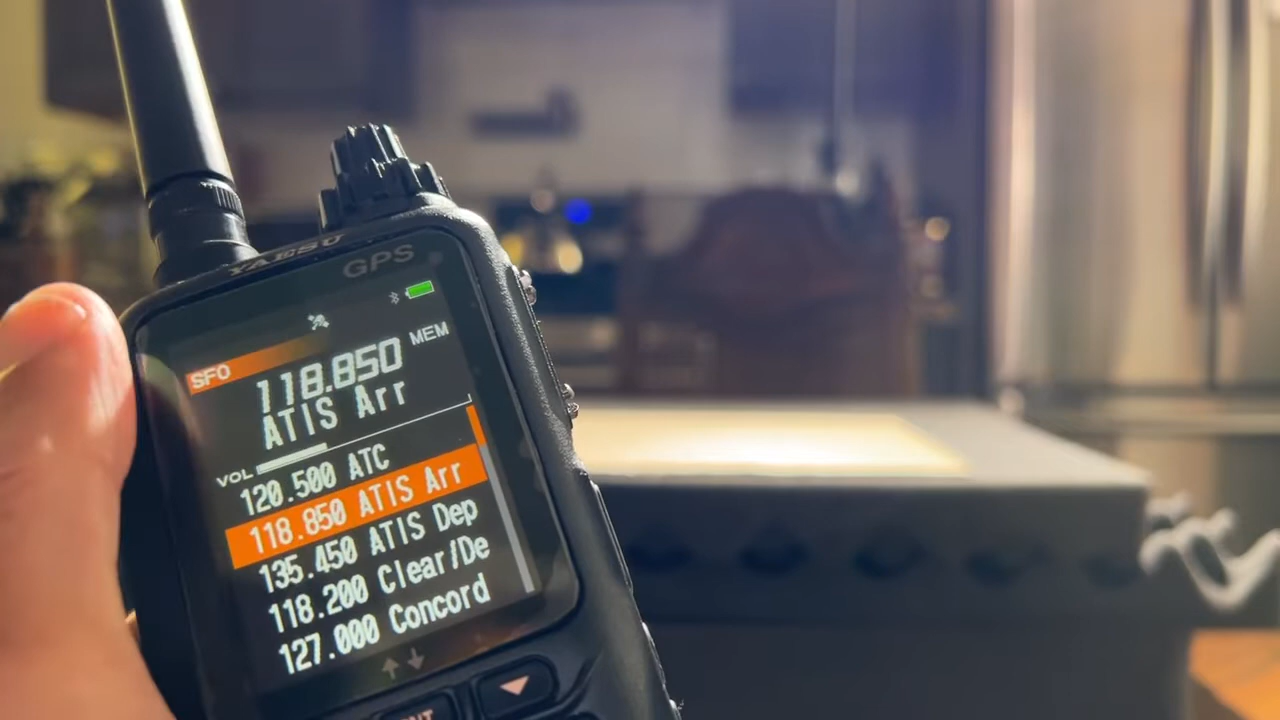 YAESU
GPS
MEM
SFO
118.850
ATIS Arr
VOL
120.500 ATC
118.850 ATIS Arr
135.450 ATIS Dep
118.200 Clear/De
127.000 Concord